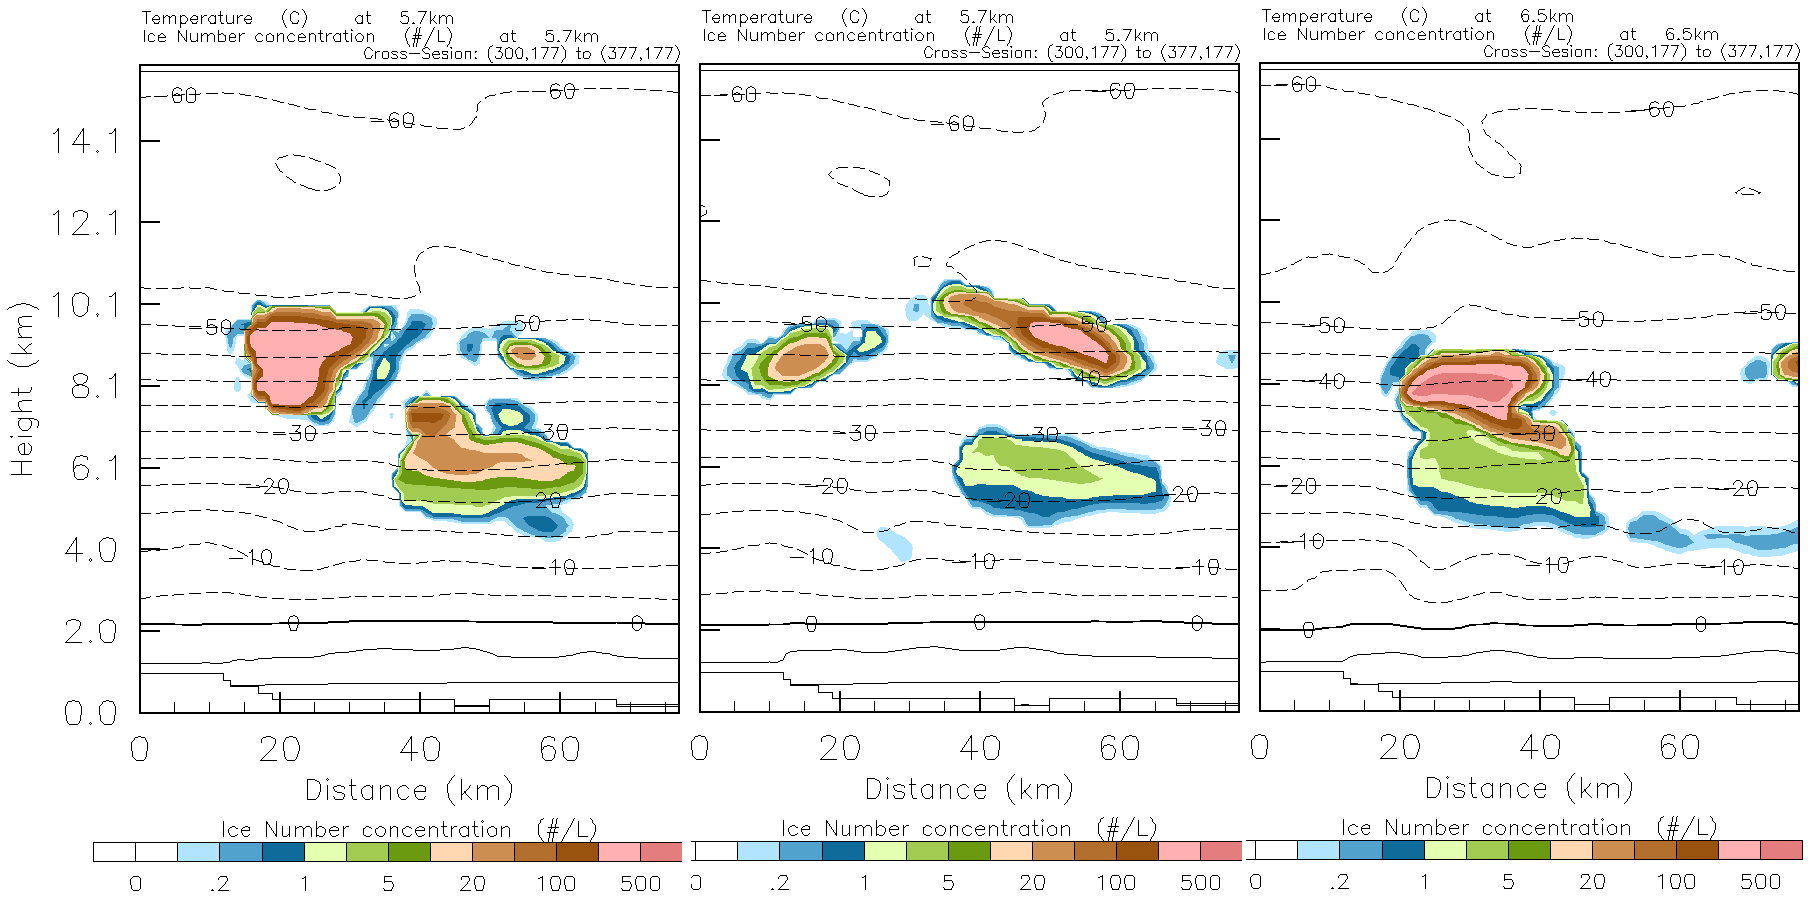 Temperature (C) at 5.7km
Ice Number concentration (#/L) at 5.7km
Cross-Sesion: (300,177) to (377,177)
Temperature (C) at 5.7km
Ice Number concentration (#/L) at 5.7km
Cross-Sesion: (300,177) to (377,177)
Temperature (C) at 6.5km
Ice Number concentration (#/L) at 6.5km
Cross-Sesion: (300,177) to (377,177)
Height (km)
14.1
12.1
10.1
8.1
6.1
4.0
2.0
0.0
-60
-60
-60
-50
50
-30
30
-20
20
-10
-10
0
0
-60
-60
-60
-50
-50
-40
-30
30
-30
-20
-20
-20
-10
-10
-10
0
0
0
-60
60
-50
-50
-50
-40
-40
-30
-20
20
-20
-10
-10
-10
0
0
0 20 40 60
0 20 40 60
0 20 40 60
Distance (km)
Distance (km)
Distance (km)
Ice Number concentration (#/L)
Ice Number concentration (#/L)
Ice Number concentration (#/L)
0 .2 1 5 20 100 500
0 .2 1 5 20 100 500
0 .2 1 5 20 100 500